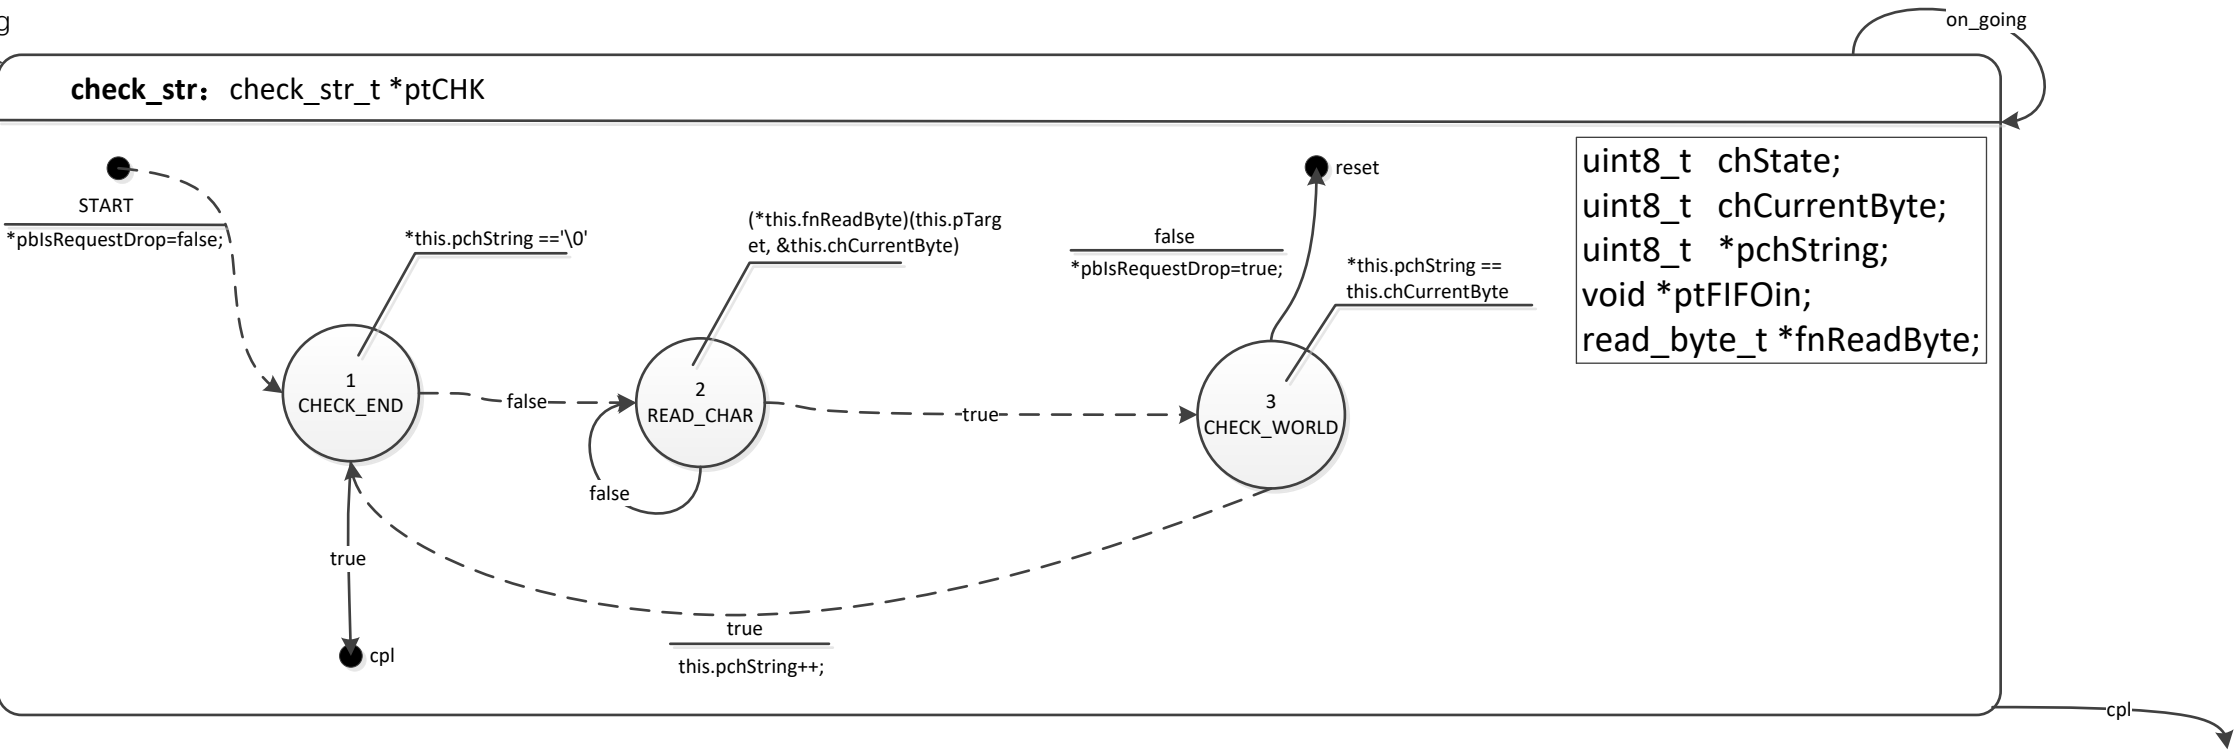 g
on_going
check_str：check_str_t *ptCHK
START
*pbIsRequestDrop=false;
*this.pchString =='\0'
(*this.fnReadByte)(this.pTarg
et, &this.chCurrentByte)
false
*pbIsRequestDrop=true;
reset
*this.pchString ==
this.chCurrentByte
uint8_t chState;
uint8_t chCurrentByte;
uint8_t *pchString;
void *ptFIFOin;
read_byte_t *fnReadByte;
1
CHECK_END
false
2
READ_CHAR
true
3
CHECK_WORLD
false
true
true
this.pchString++;
cpl
cpl